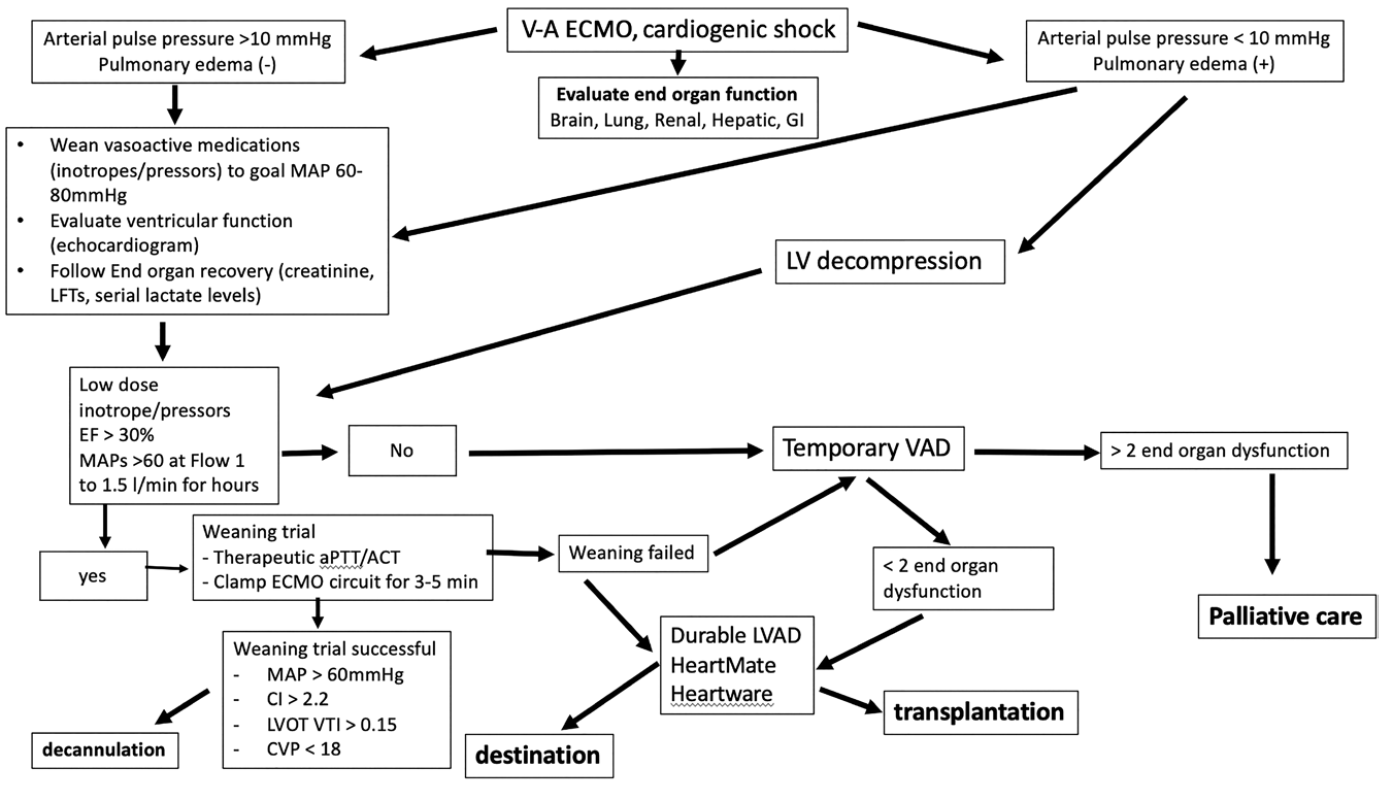 V-A ECMO, cardiogenic shock
Arterial pulse pressure >10 mmHg
Pulmonary edema (-)
Arterial pulse pressure < 10 mmHg
Pulmonary edema (+)
Evaluate end organ function
Brain, Lung, Renal, Hepatic, GI
• Wean vasoactive medications
(inotropes/pressors) to goal MAP 60-
80mmHg
• Evaluate ventricular function
(echocardiogram)
• Follow End organ recovery (creatinine,
LFTs, serial lactate levels)
LV decompression
Low dose
inotrope/pressors
EF > 30%
MAPs >60 at Flow 1
to 1.5 l/min for hours
No
Temporary VAD
> 2 end organ dysfunction
yes
Weaning trial
- Therapeutic aPTT/ACT
- Clamp ECMO circuit for 3-5 min
Weaning failed
< 2 end organ
dysfunction
Palliative care
Weaning trial successful
- MAP > 60mmHg
- CI > 2.2
- LVOT VTI > 0.15
- CVP < 18
Durable LVAD
HeartMate
Heartware
transplantation
decannulation
destination